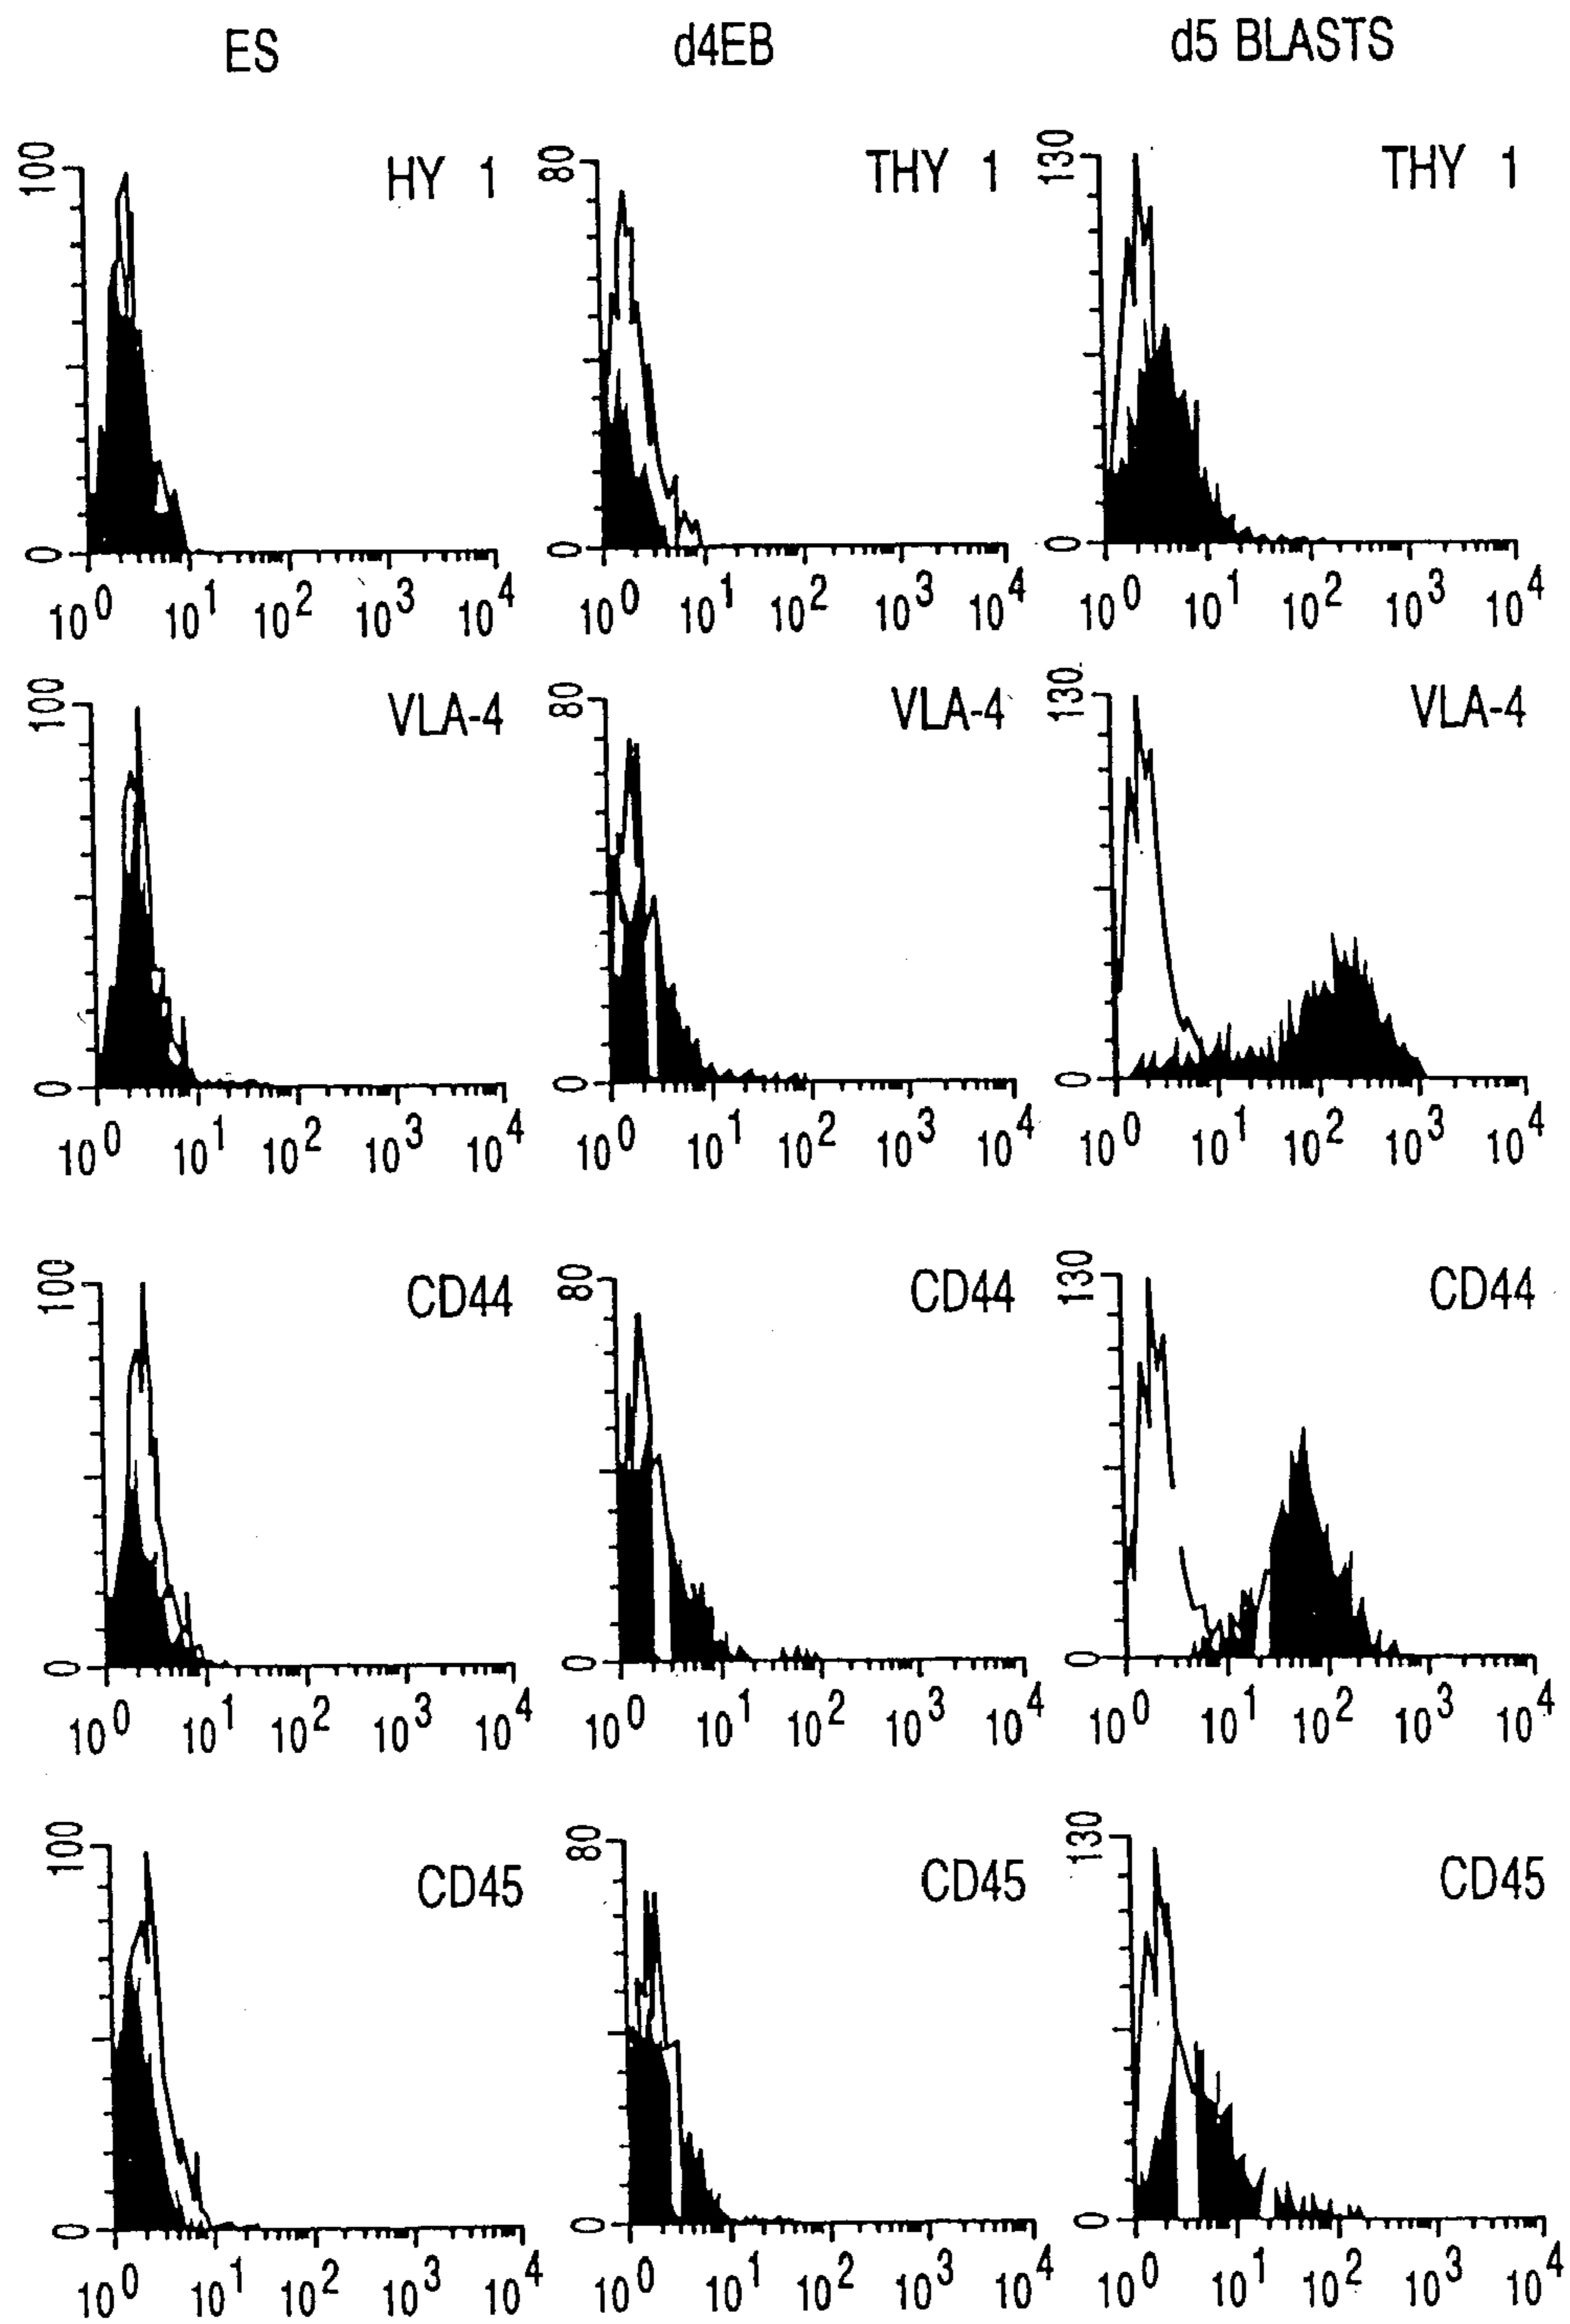 ES d4EB d5 BLASTS
100 HY 1 80 THY 1 130 THY 1
0 0 0
10^0 10^1 10^2 10^3 10^4 10^0 10^1 10^2 10^3 10^4 10^0 10^1 10^2 10^3 10^4
100 VLA-4 80 VLA-4 130 VLA-4
0 0 0
10^0 10^1 10^2 10^3 10^4 10^0 10^1 10^2 10^3 10^4 10^0 10^1 10^2 10^3 10^4
100 CD44 80 CD44 130 CD44
0 0 0
10^0 10^1 10^2 10^3 10^4 10^0 10^1 10^2 10^3 10^4 10^0 10^1 10^2 10^3 10^4
100 CD45 80 CD45 130 CD45
0 0 0
10^0 10^1 10^2 10^3 10^4 10^0 10^1 10^2 10^3 10^4 10^0 10^1 10^2 10^3 10^4